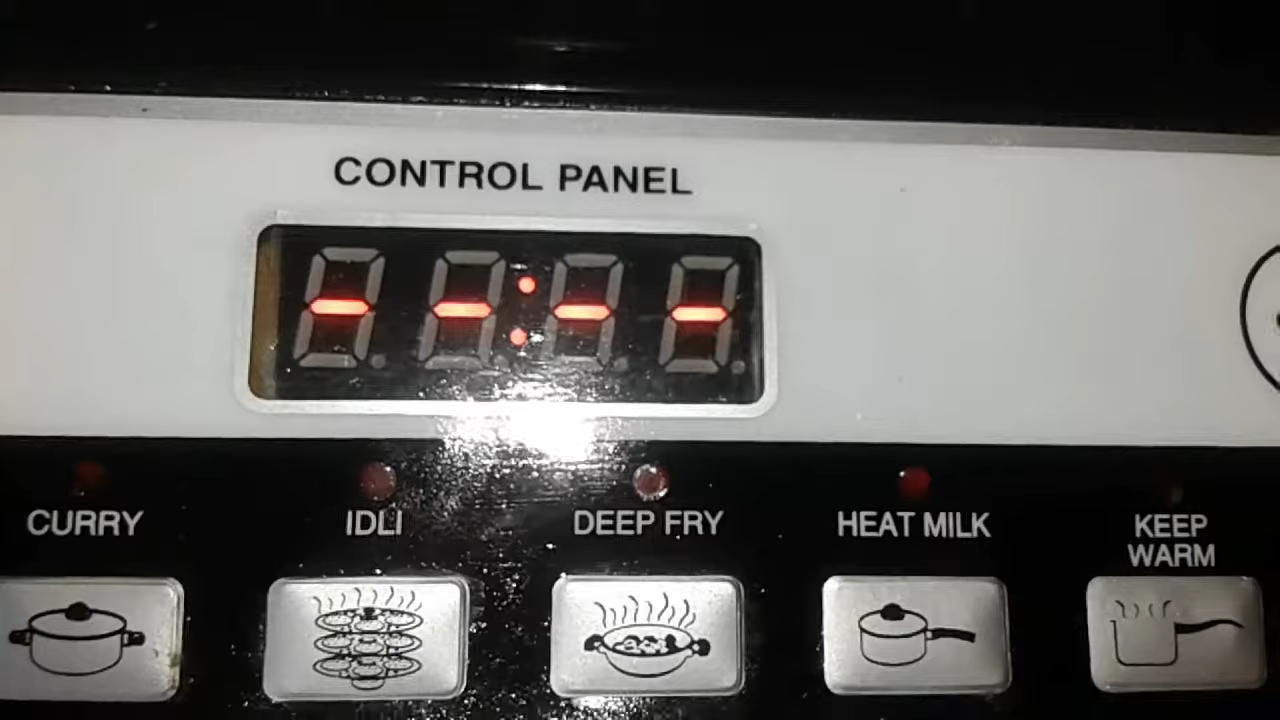 CONTROL PANEL
--:--
CURRY
IDLI
DEEP FRY
HEAT MILK
KEEP
WARM